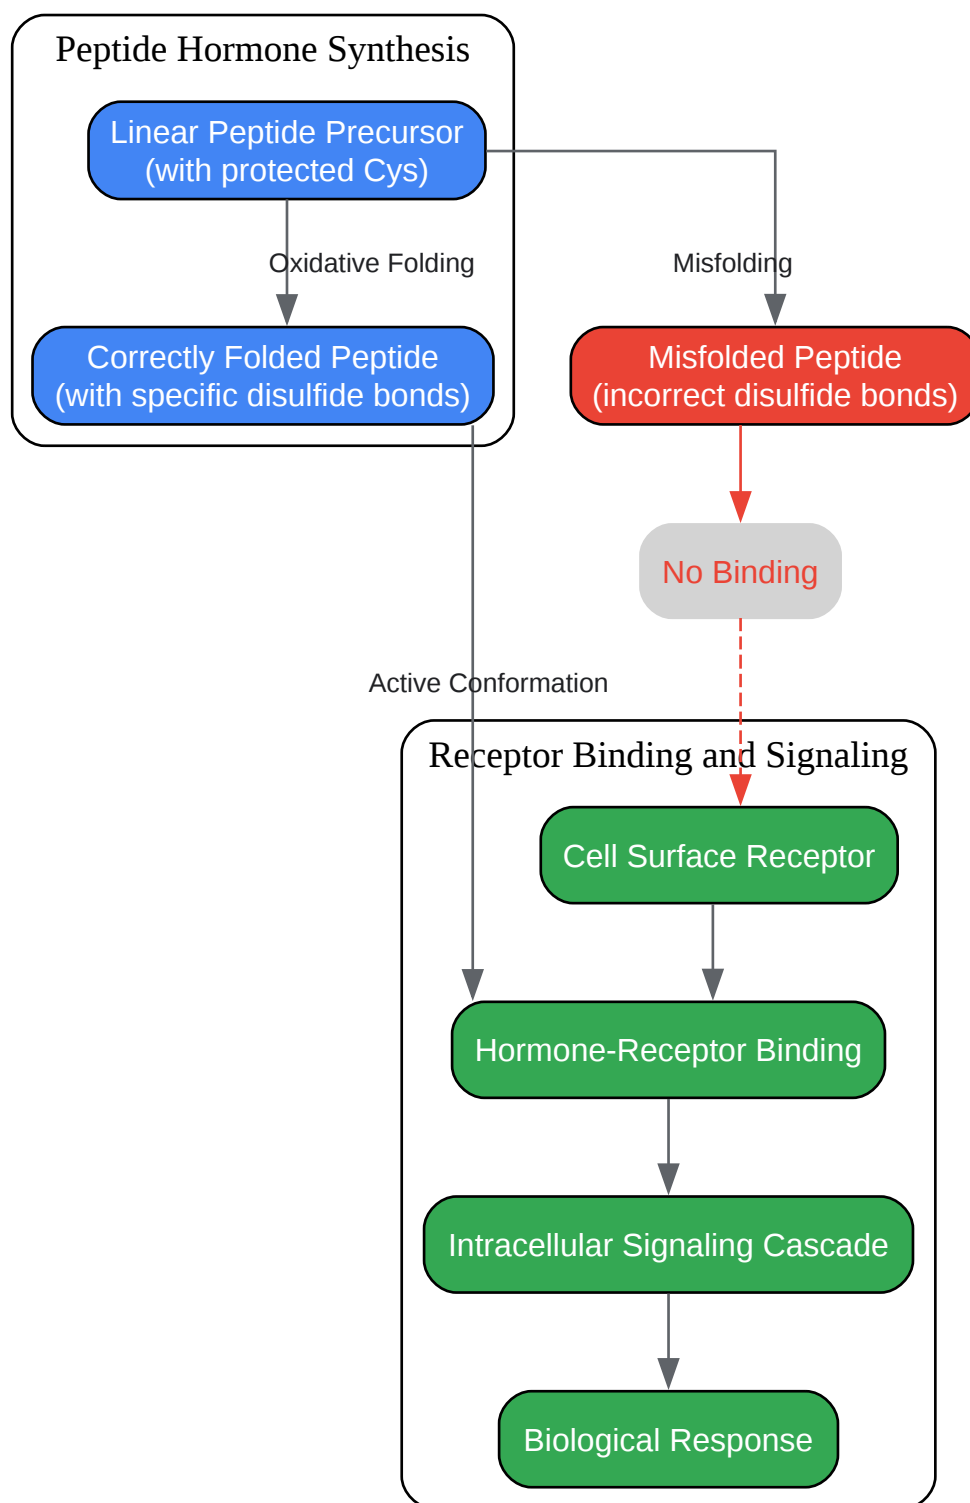 Peptide Hormone Synthesis
Linear Peptide Precursor
(with protected Cys)
Oxidative Folding
Misfolding
Correctly Folded Peptide
(with specific disulfide bonds)
Misfolded Peptide
(incorrect disulfide bonds)
No Binding
Active Conformation
Receptor Binding and Signaling
Cell Surface Receptor
Hormone-Receptor Binding
Intracellular Signaling Cascade
Biological Response